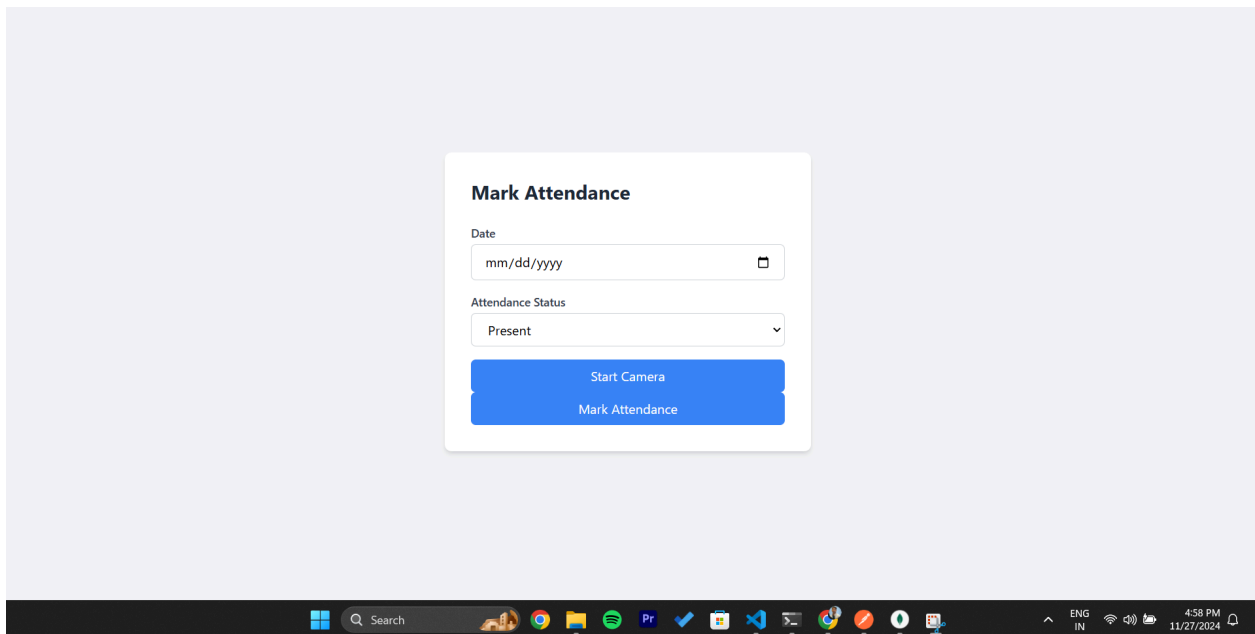 Mark Attendance
Date
mm/dd/yyyy
Attendance Status
Present
Start Camera
Mark Attendance
Search
Pr
ENG
IN
4:58 PM
11/27/2024